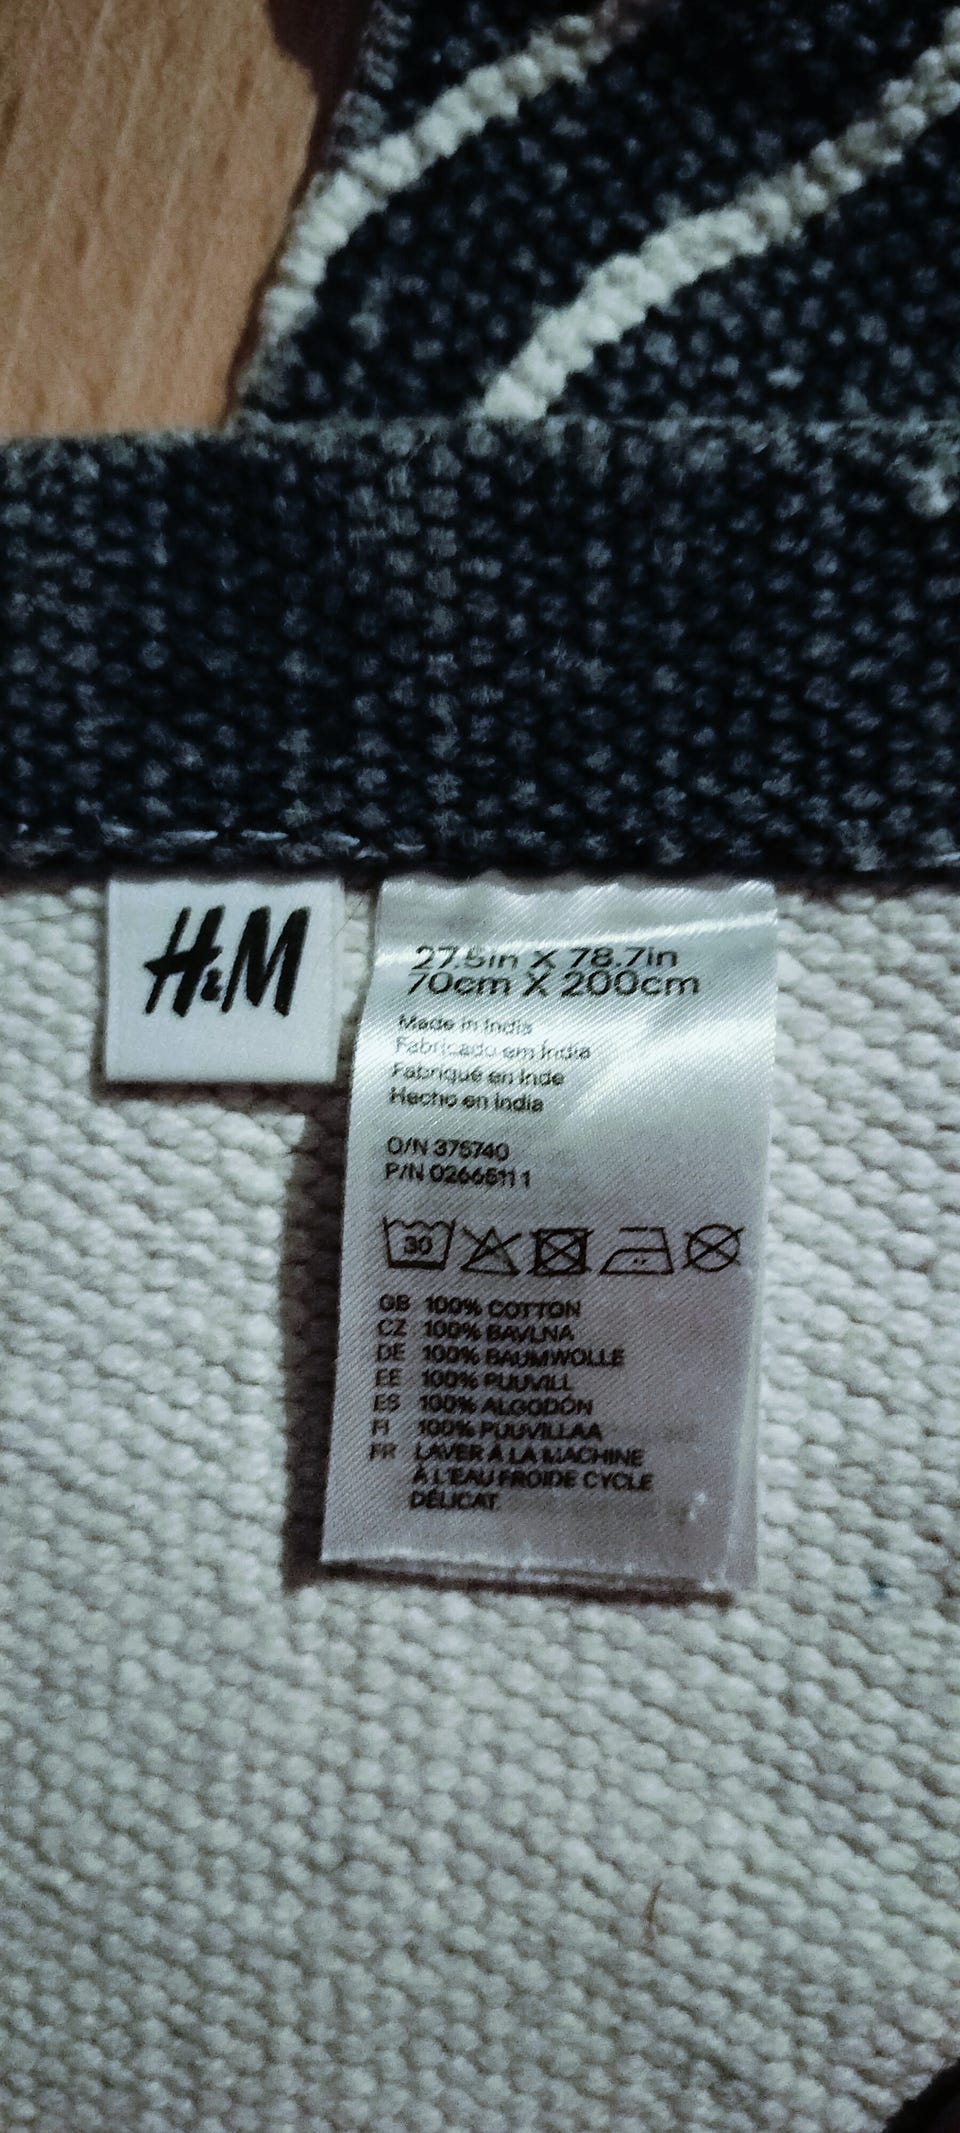 H&M
27.5in X 78.7in
70cm X 200cm
Made in India
Fabricado em Índia
Fabriqué en Inde
Hecho en India
O/N 375740
P/N 02665111
30
GB 100% COTTON
CZ 100% BAVLNA
DE 100% BAUMWOLLE
EE 100% PUUVILL
ES 100% ALGODÓN
FI 100% PUUVILLAA
FR LAVER À LA MACHINE
À L'EAU FROIDE CYCLE
DÉLICAT.